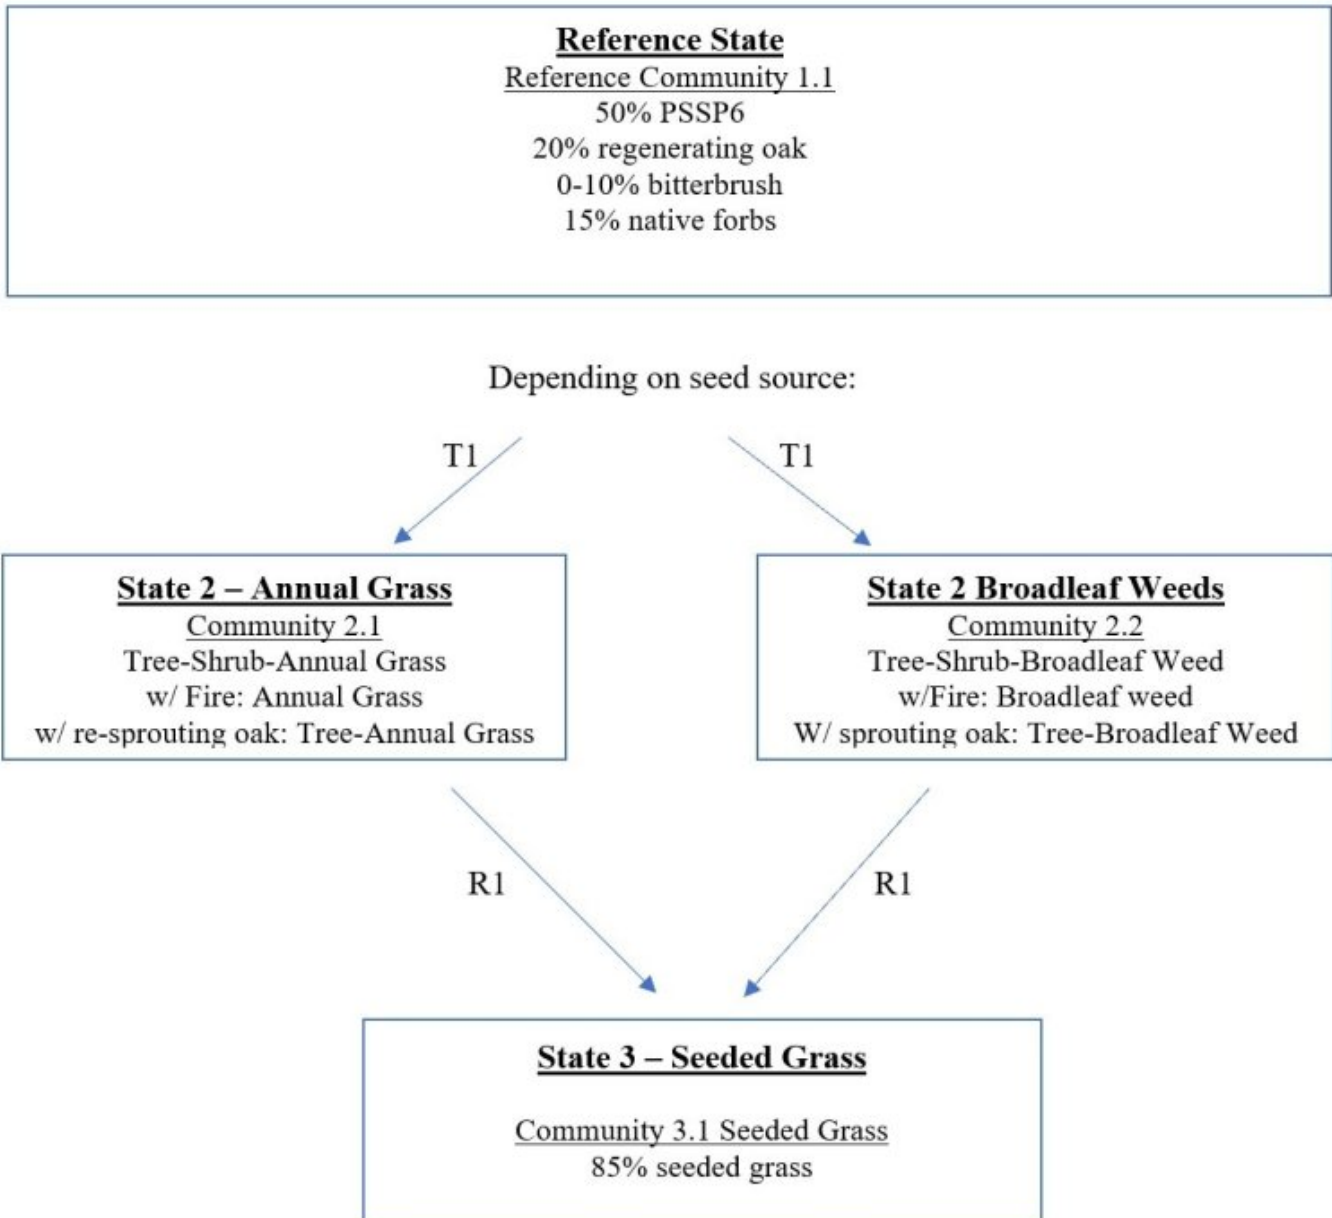 Reference State
Reference Community 1.1
50% PSSP6
20% regenerating oak
0-10% bitterbrush
15% native forbs
Depending on seed source:
T1
T1
State 2 – Annual Grass
Community 2.1
Tree-Shrub-Annual Grass
w/ Fire: Annual Grass
w/ re-sprouting oak: Tree-Annual Grass
State 2 Broadleaf Weeds
Community 2.2
Tree-Shrub-Broadleaf Weed
w/Fire: Broadleaf weed
W/ sprouting oak: Tree-Broadleaf Weed
R1
R1
State 3 – Seeded Grass
Community 3.1 Seeded Grass
85% seeded grass